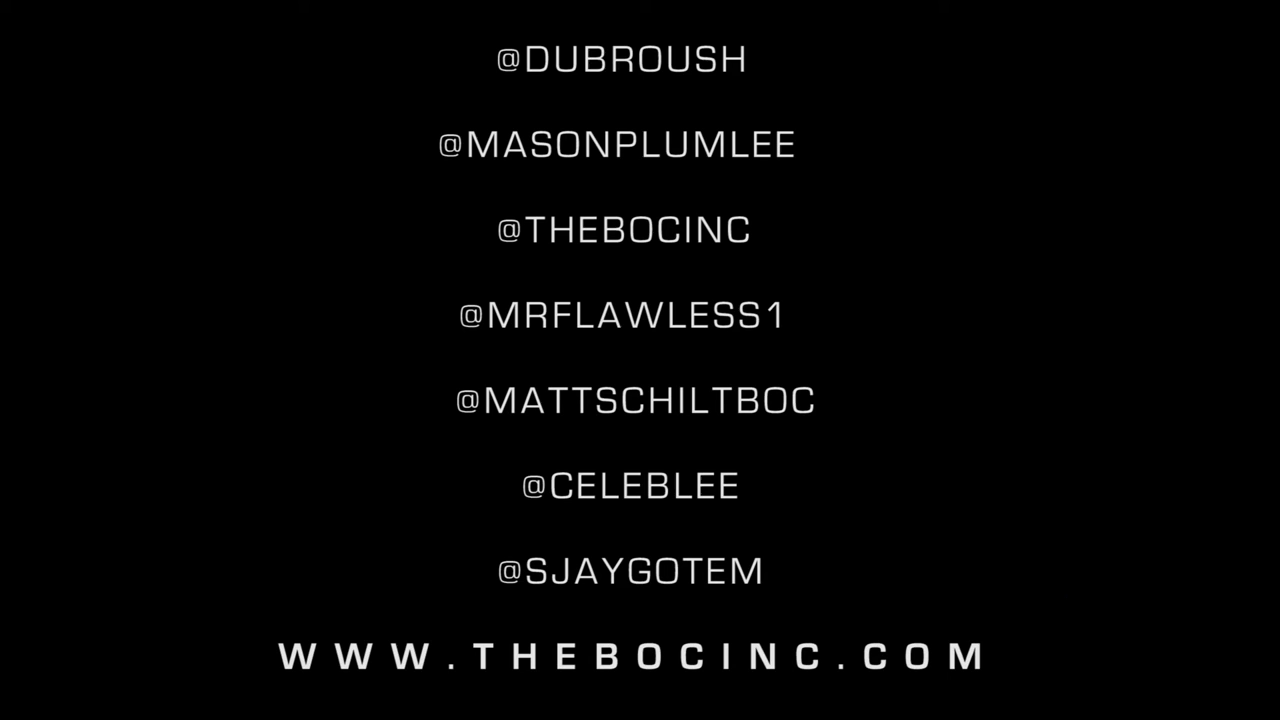 @DUBROUSH
@MASONPLUMLEE
@THEBOCINC
@MRFLAWLESS1
@MATTSCHILTBOC
@CELEBLEE
@SJAYGOTEM
WWW.THEBOCINC.COM